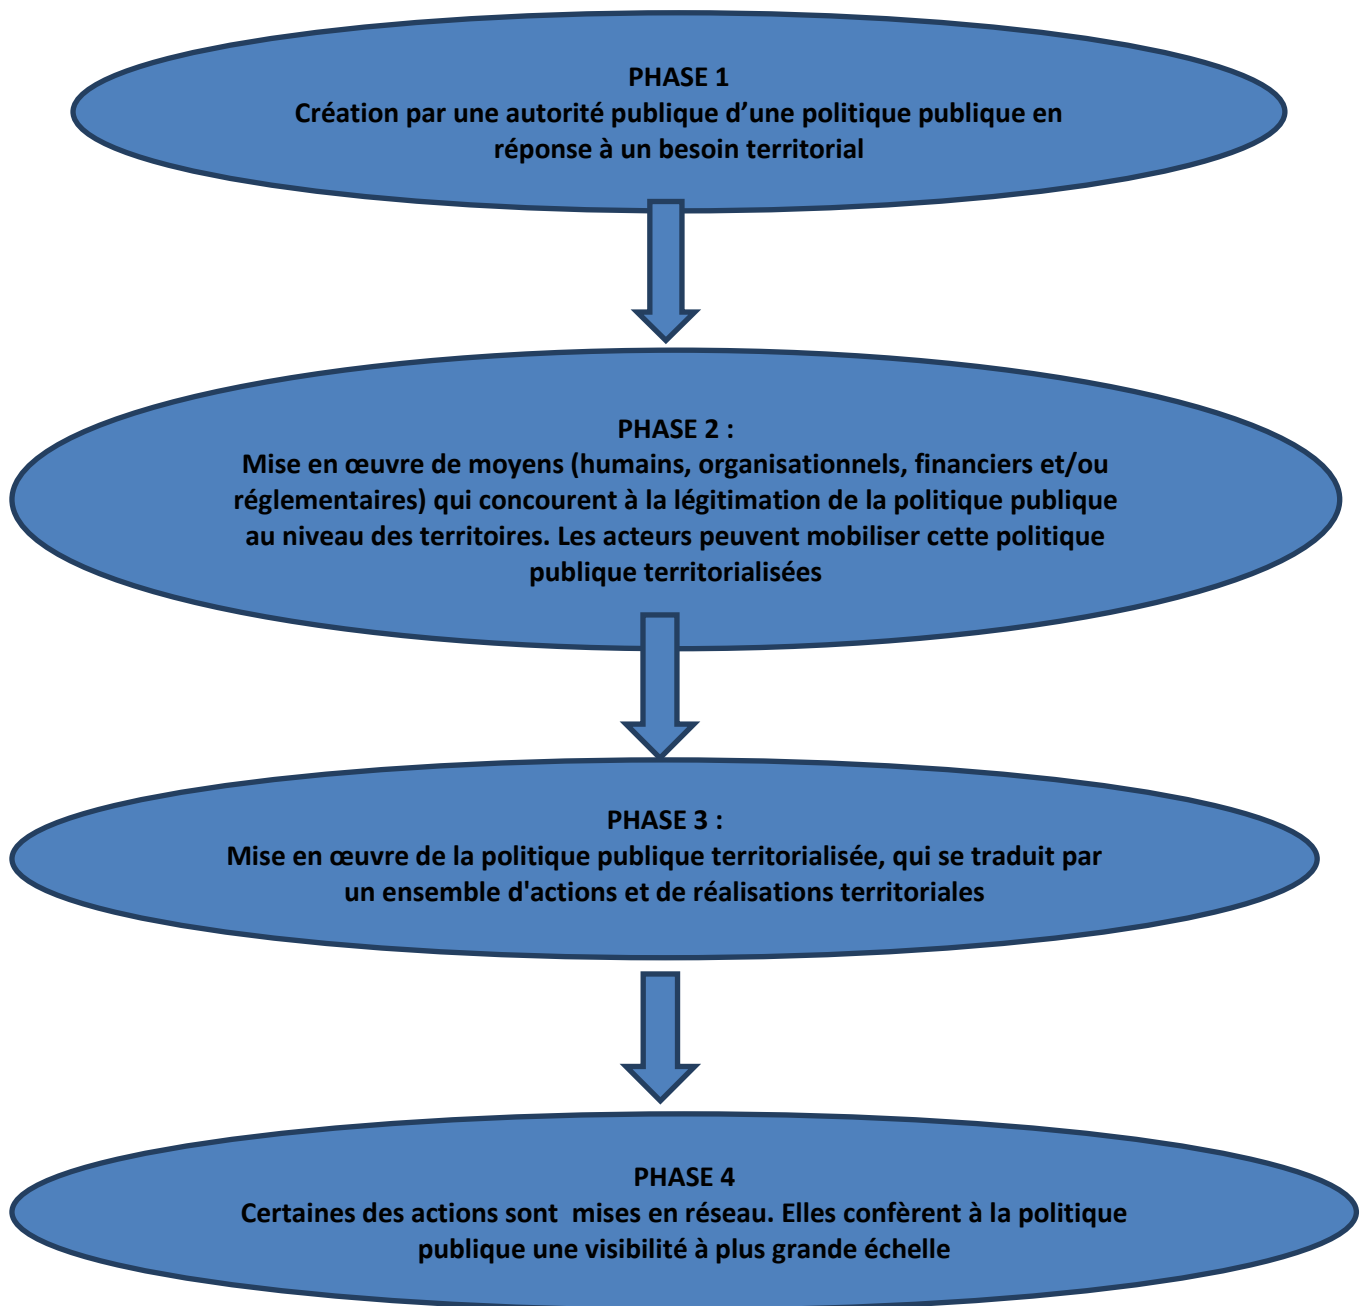 PHASE 1
Création par une autorité publique d’une politique publique en
réponse à un besoin territorial
PHASE 2 :
Mise en œuvre de moyens (humains, organisationnels, financiers et/ou
réglementaires) qui concourent à la légitimation de la politique publique
au niveau des territoires. Les acteurs peuvent mobiliser cette politique
publique territorialisées
PHASE 3 :
Mise en œuvre de la politique publique territorialisée, qui se traduit par
un ensemble d'actions et de réalisations territoriales
PHASE 4
Certaines des actions sont  mises en réseau. Elles confèrent à la politique
publique une visibilité à plus grande échelle